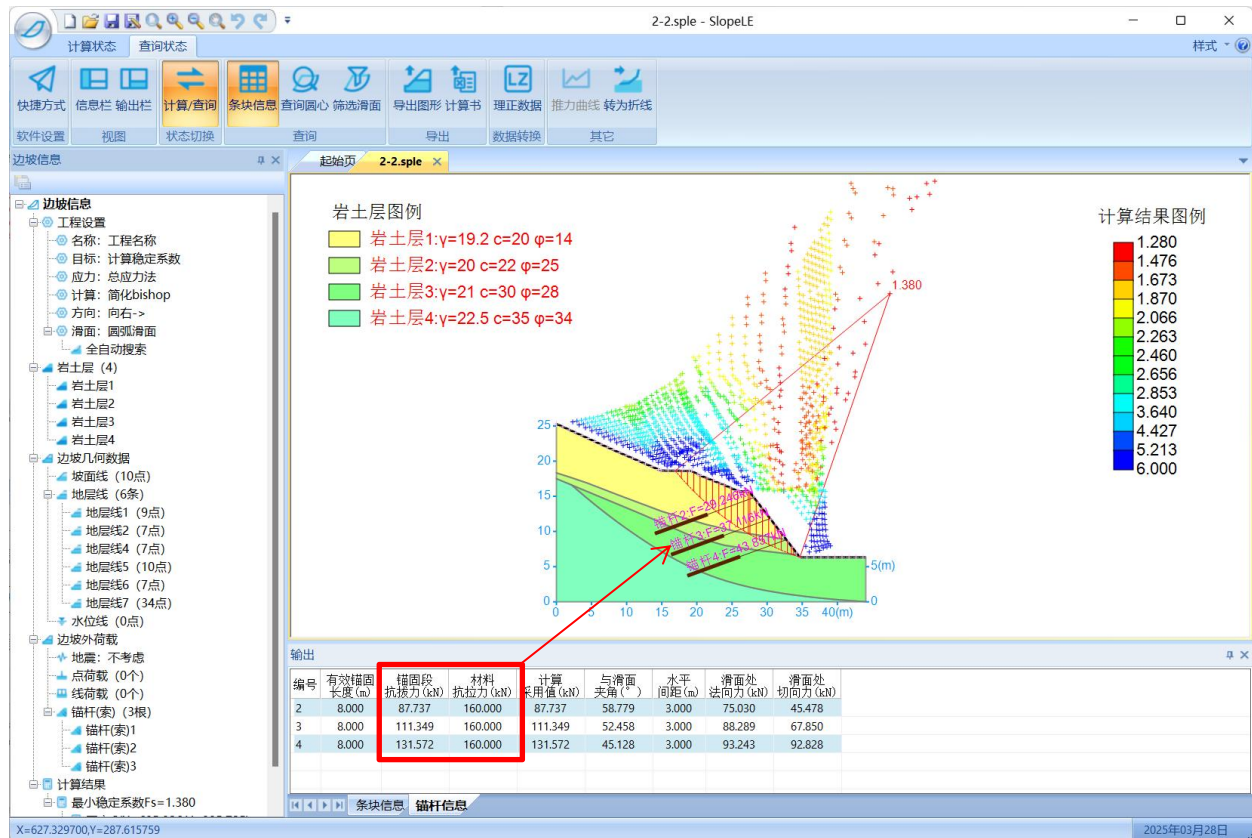 2-2.sple - SlopeLE
计算状态 查询状态 样式
快捷方式 信息栏 输出栏 计算/查询 条块信息 查询圆心 筛选滑面 导出图形 计算书 理正数据 推力曲线 转为折线
LZ
软件设置 视图 状态切换 查询 导出 数据转换 其它
边坡信息
起始页 2-2.sple
边坡信息
工程设置
名称：工程名称
目标：计算稳定系数
应力：总应力法
计算：简化bishop
方向：向右->
滑面：圆弧滑面
全自动搜索
岩土层 (4)
岩土层1
岩土层2
岩土层3
岩土层4
边坡几何数据
坡面线 (10点)
地层线 (6条)
地层线1 (9点)
地层线2 (7点)
地层线4 (7点)
地层线5 (10点)
地层线6 (7点)
地层线7 (34点)
水位线 (0点)
边坡外荷载
地震：不考虑
点荷载 (0个)
线荷载 (0个)
锚杆(索) (3根)
锚杆(索)1
锚杆(索)2
锚杆(索)3
计算结果
最小稳定系数Fs=1.380
岩土层图例
岩土层1:γ=19.2 c=20 φ=14
岩土层2:γ=20 c=22 φ=25
岩土层3:γ=21 c=30 φ=28
岩土层4:γ=22.5 c=35 φ=34
计算结果图例
1.280
1.476
1.673
1.870
2.066
2.263
2.460
2.656
2.853
3.640
4.427
5.213
6.000
1.380
25
20
15
10
5
0
锚杆2:F=29.246kN
锚杆3:F=37.116kN
锚杆4:F=43.857kN
5(m)
0
0 5 10 15 20 25 30 35 40(m)
输出
编号 有效锚固长度(m) 锚固段抗拔力(kN) 材料抗拉力(kN) 计算采用值(kN) 与滑面夹角(°) 水平间距(m) 滑面处法向力(kN) 滑面处切向力(kN)
2 8.000 87.737 160.000 87.737 58.779 3.000 75.030 45.478
3 8.000 111.349 160.000 111.349 52.458 3.000 88.289 67.850
4 8.000 131.572 160.000 131.572 45.128 3.000 93.243 92.828
条块信息 锚杆信息
X=627.329700,Y=287.615759 2025年03月28日